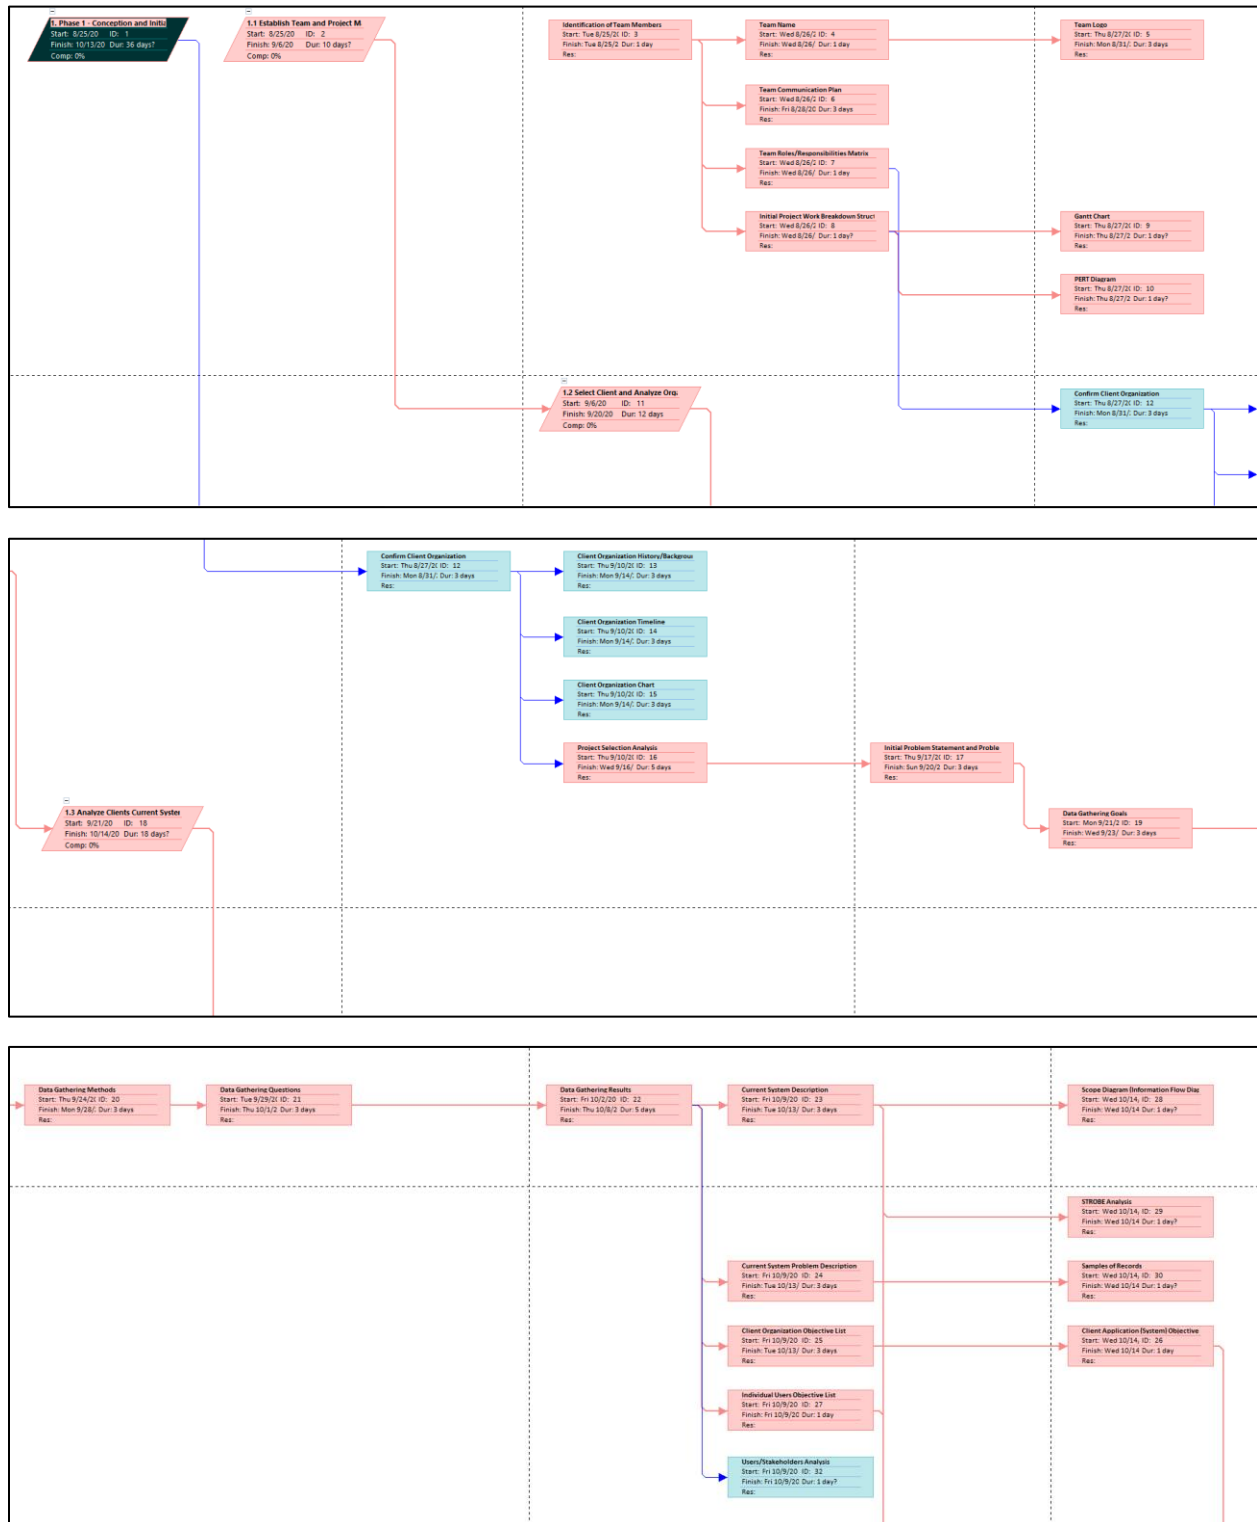 1. Phase 1 - Conception and Initia
Start: 8/25/20 ID: 1
Finish: 10/13/20 Dur: 36 days?
Comp: 0%
1.1 Establish Team and Project M
Start: 8/25/20 ID: 2
Finish: 9/6/20 Dur: 10 days?
Comp: 0%
Identification of Team Members
Start: Tue 8/25/2( ID: 3
Finish: Tue 8/25/2 Dur: 1 day
Res:
Team Name
Start: Wed 8/26/2 ID: 4
Finish: Wed 8/26/ Dur: 1 day
Res:
Team Logo
Start: Thu 8/27/2( ID: 5
Finish: Mon 8/31/: Dur: 3 days
Res:
Team Communication Plan
Start: Wed 8/26/2 ID: 6
Finish: Fri 8/28/20 Dur: 3 days
Res:
Team Roles/Responsibilities Matrix
Start: Wed 8/26/2 ID: 7
Finish: Wed 8/26/ Dur: 1 day
Res:
Initial Project Work Breakdown Struct
Start: Wed 8/26/2 ID: 8
Finish: Wed 8/26/ Dur: 1 day?
Res:
Gantt Chart
Start: Thu 8/27/2( ID: 9
Finish: Thu 8/27/2 Dur: 1 day?
Res:
PERT Diagram
Start: Thu 8/27/2( ID: 10
Finish: Thu 8/27/2 Dur: 1 day?
Res:
1.2 Select Client and Analyze Orga
Start: 9/6/20 ID: 11
Finish: 9/20/20 Dur: 12 days
Comp: 0%
Confirm Client Organization
Start: Thu 8/27/2( ID: 12
Finish: Mon 8/31/: Dur: 3 days
Res:
Confirm Client Organization
Start: Thu 8/27/2( ID: 12
Finish: Mon 8/31/: Dur: 3 days
Res:
Client Organization History/Backgrou
Start: Thu 9/10/2( ID: 13
Finish: Mon 9/14/: Dur: 3 days
Res:
Client Organization Timeline
Start: Thu 9/10/2( ID: 14
Finish: Mon 9/14/: Dur: 3 days
Res:
Client Organization Chart
Start: Thu 9/10/2( ID: 15
Finish: Mon 9/14/: Dur: 3 days
Res:
Project Selection Analysis
Start: Thu 9/10/2( ID: 16
Finish: Wed 9/16/ Dur: 5 days
Res:
Initial Problem Statement and Proble
Start: Thu 9/17/2( ID: 17
Finish: Sun 9/20/2 Dur: 3 days
Res:
1.3 Analyze Clients Current System
Start: 9/21/20 ID: 18
Finish: 10/14/20 Dur: 18 days?
Comp: 0%
Data Gathering Goals
Start: Mon 9/21/2 ID: 19
Finish: Wed 9/23/ Dur: 3 days
Res:
Data Gathering Methods
Start: Thu 9/24/2( ID: 20
Finish: Mon 9/28/: Dur: 3 days
Res:
Data Gathering Questions
Start: Tue 9/29/2( ID: 21
Finish: Thu 10/1/2 Dur: 3 days
Res:
Data Gathering Results
Start: Fri 10/2/20 ID: 22
Finish: Thu 10/8/2 Dur: 5 days
Res:
Current System Description
Start: Fri 10/9/20 ID: 23
Finish: Tue 10/13/ Dur: 3 days
Res:
Scope Diagram (Information Flow Diag
Start: Wed 10/14, ID: 28
Finish: Wed 10/14 Dur: 1 day?
Res:
STROBE Analysis
Start: Wed 10/14, ID: 29
Finish: Wed 10/14 Dur: 1 day?
Res:
Current System Problem Description
Start: Fri 10/9/20 ID: 24
Finish: Tue 10/13/ Dur: 3 days
Res:
Samples of Records
Start: Wed 10/14, ID: 30
Finish: Wed 10/14 Dur: 1 day?
Res:
Client Organization Objective List
Start: Fri 10/9/20 ID: 25
Finish: Tue 10/13/ Dur: 3 days
Res:
Client Application (System) Objective
Start: Wed 10/14, ID: 26
Finish: Wed 10/14 Dur: 1 day
Res:
Individual Users Objective List
Start: Fri 10/9/20 ID: 27
Finish: Fri 10/9/20 Dur: 1 day
Res:
Users/Stakeholders Analysis
Start: Fri 10/9/20 ID: 32
Finish: Fri 10/9/20 Dur: 1 day?
Res: